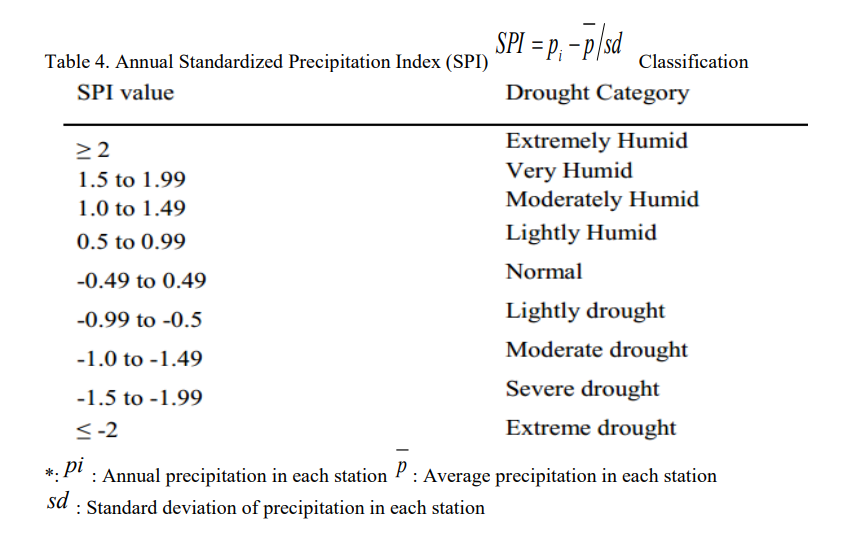 Table 4. Annual Standardized Precipitation Index (SPI) SPI = p_i − p̅/sd Classification
SPI value Drought Category
≥ 2 Extremely Humid
1.5 to 1.99 Very Humid
1.0 to 1.49 Moderately Humid
0.5 to 0.99 Lightly Humid
-0.49 to 0.49 Normal
-0.99 to -0.5 Lightly drought
-1.0 to -1.49 Moderate drought
-1.5 to -1.99 Severe drought
≤ -2 Extreme drought
*: pi : Annual precipitation in each station p̅ : Average precipitation in each station
sd : Standard deviation of precipitation in each station